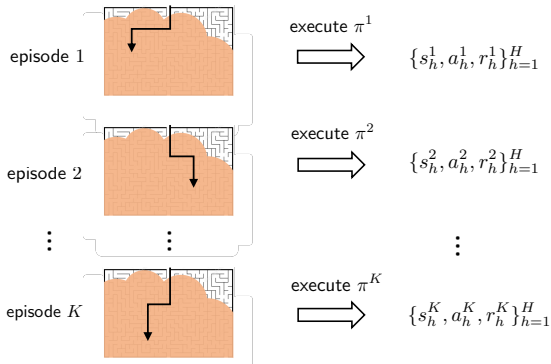 episode 1 execute π^1 {s_h^1, a_h^1, r_h^1}_{h=1}^H
episode 2 execute π^2 {s_h^2, a_h^2, r_h^2}_{h=1}^H
⋮ ⋮ ⋮
episode K execute π^K {s_h^K, a_h^K, r_h^K}_{h=1}^H